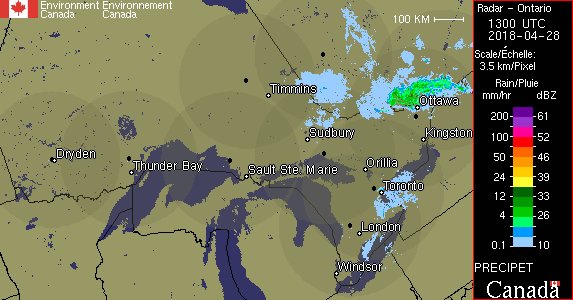 Environment Environnement
Canada Canada
100 KM
Timmins
Ottawa
Sudbury
Kingston
Dryden
Thunder Bay
Sault Ste. Marie
Orillia
Toronto
London
Windsor
Radar - Ontario
1300 UTC
2018-04-28
Scale/Échelle:
3.5 km/Pixel
Rain/Pluie
mm/hr dBZ
200 61
100 52
50 46
24 39
12 33
4 26
0.1 10
PRECIPET
Canada